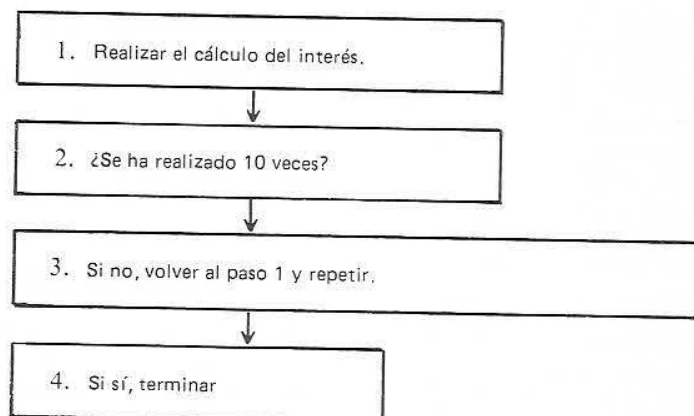 1. Realizar el cálculo del interés.
2. ¿Se ha realizado 10 veces?
3. Si no, volver al paso 1 y repetir.
4. Si sí, terminar